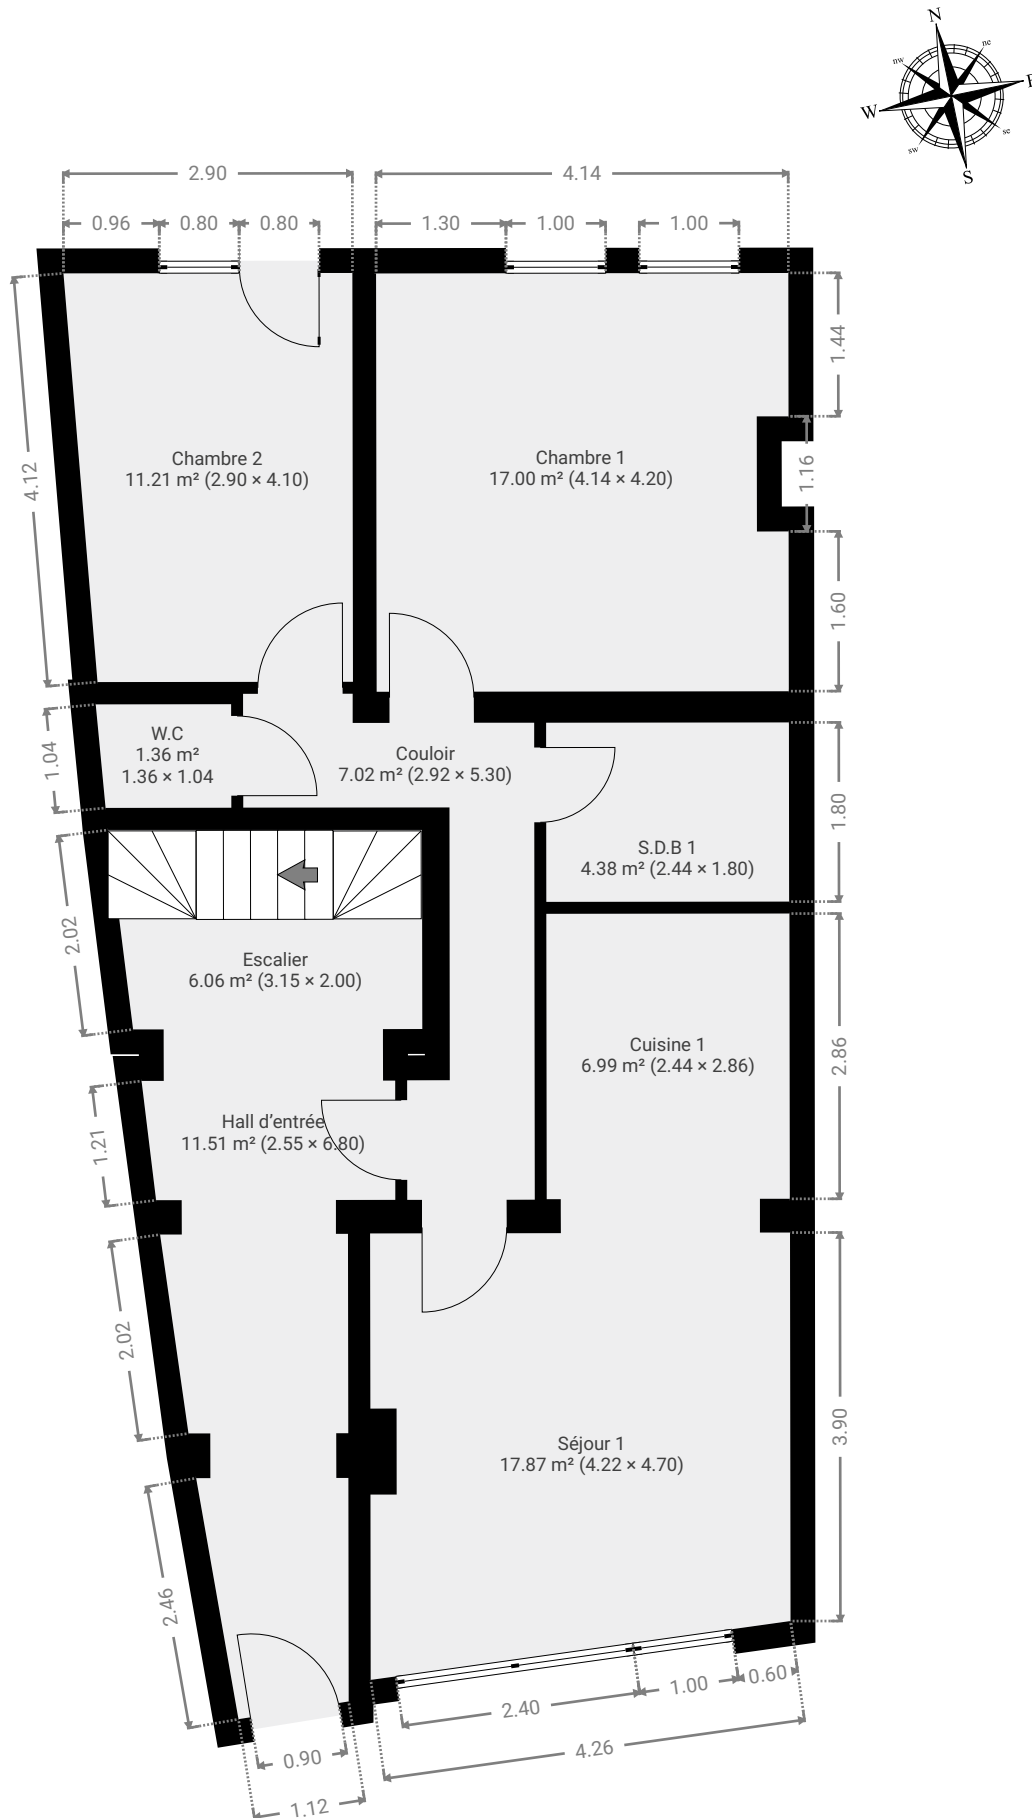 N
nw
ne
W
E
sw
se
S
2.90
4.14
0.96
0.80
0.80
1.30
1.00
1.00
1.44
4.12
Chambre 2
11.21 m² (2.90 × 4.10)
Chambre 1
17.00 m² (4.14 × 4.20)
1.16
1.60
1.04
W.C
1.36 m²
1.36 × 1.04
Couloir
7.02 m² (2.92 × 5.30)
1.80
S.D.B 1
4.38 m² (2.44 × 1.80)
2.02
Escalier
6.06 m² (3.15 × 2.00)
Cuisine 1
6.99 m² (2.44 × 2.86)
2.86
1.21
Hall d’entrée
11.51 m² (2.55 × 6.80)
2.02
3.90
Séjour 1
17.87 m² (4.22 × 4.70)
2.46
2.40
1.00
0.60
0.90
4.26
1.12